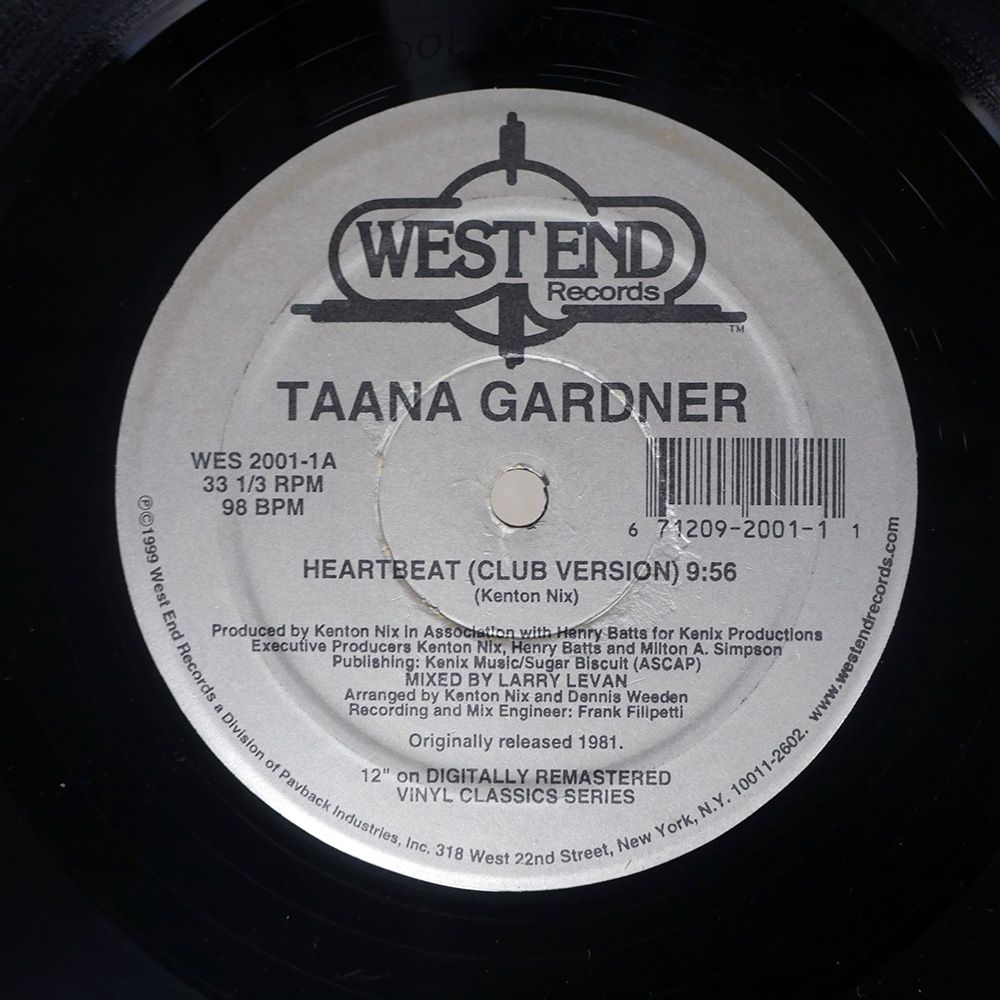 WEST END
Records
TM
TAANA GARDNER
WES 2001-1A
33 1/3 RPM
98 BPM
6 71209-2001-1 1
HEARTBEAT (CLUB VERSION) 9:56
(Kenton Nix)
Produced by Kenton Nix in Association with Henry Batts for Kenix Productions
Executive Producers Kenton Nix, Henry Batts and Milton A. Simpson
Publishing: Kenix Music/Sugar Biscuit (ASCAP)
MIXED BY LARRY LEVAN
Arranged by Kenton Nix and Dennis Weeden
Recording and Mix Engineer: Frank Filipetti
Originally released 1981.
12" on DIGITALLY REMASTERED
VINYL CLASSICS SERIES
℗©1999 West End Records a Division of Payback Industries, Inc. 318 West 22nd Street, New York, N.Y. 10011-2602. www.westendrecords.com